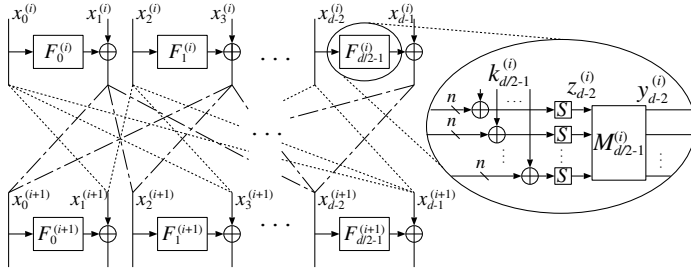 x_0^{(i)} x_1^{(i)} x_2^{(i)} x_3^{(i)} x_{d-2}^{(i)} x_{d-1}^{(i)}
F_0^{(i)} F_1^{(i)} . . . F_{d/2-1}^{(i)}
k_{d/2-1}^{(i)} z_{d-2}^{(i)} y_{d-2}^{(i)}
n ... S
n S M_{d/2-1}^{(i)}
. . .
n S
x_0^{(i+1)} x_1^{(i+1)} x_2^{(i+1)} x_3^{(i+1)} x_{d-2}^{(i+1)} x_{d-1}^{(i+1)}
F_0^{(i+1)} F_1^{(i+1)} . . . F_{d/2-1}^{(i+1)}